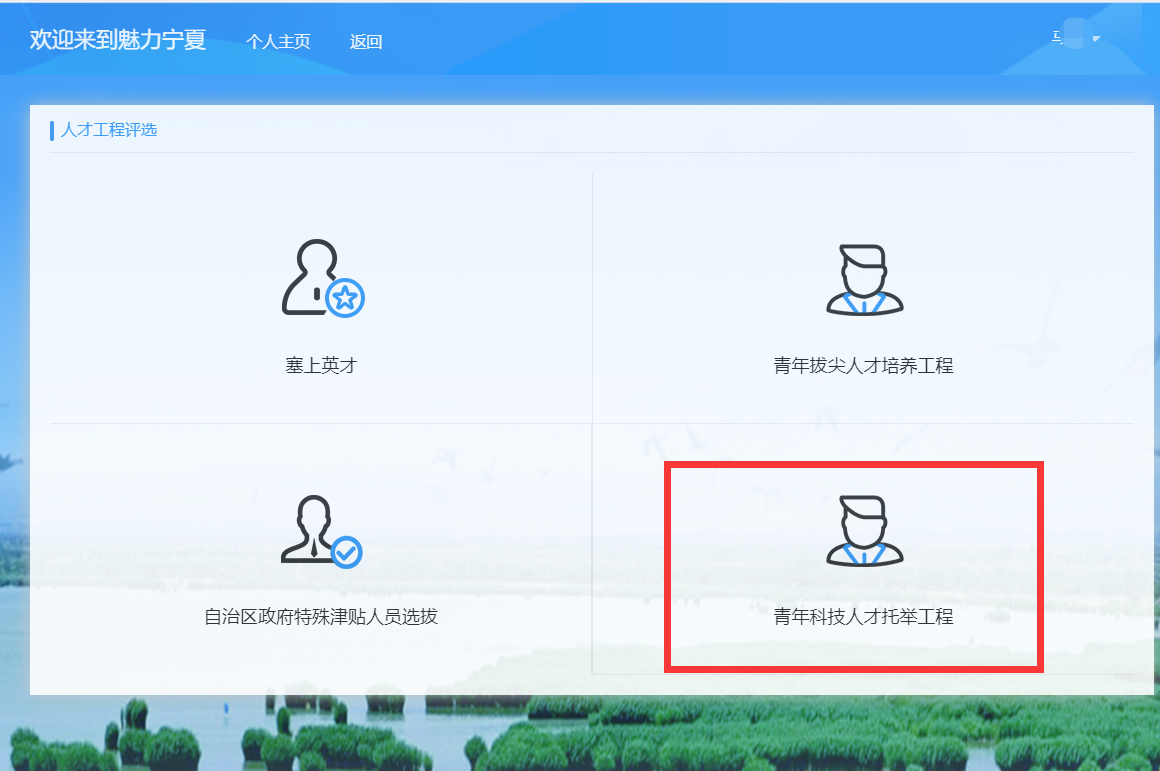 欢迎来到魅力宁夏
个人主页
返回
人才工程评选
塞上英才
青年拔尖人才培养工程
自治区政府特殊津贴人员选拔
青年科技人才托举工程